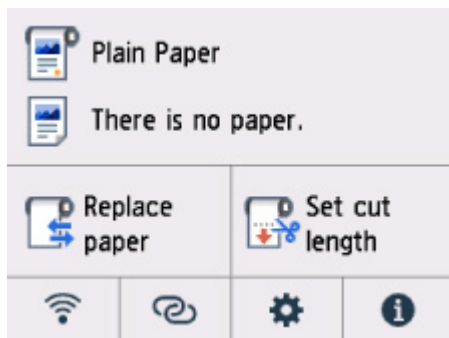 Plain Paper
There is no paper.
Replace
paper
Set cut
length